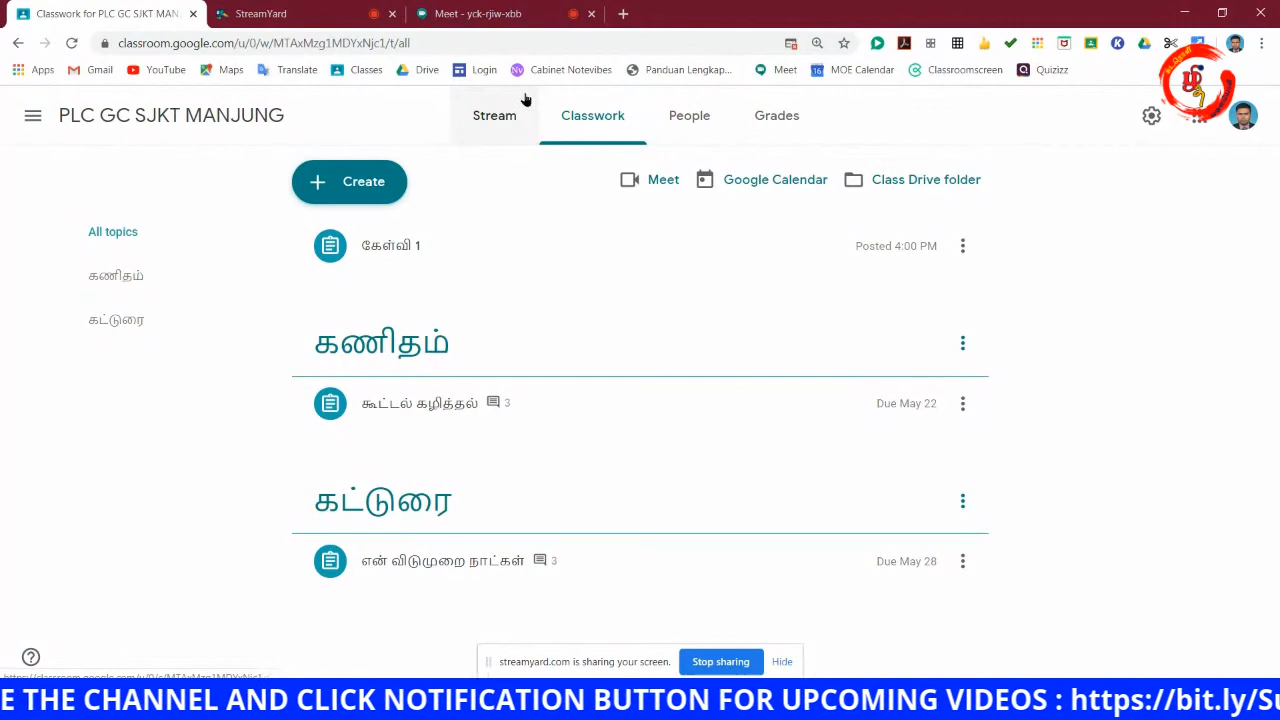 Classwork for PLC GC SJKT MAN
StreamYard
Meet - yck-rjiw-xbb
classroom.google.com/u/0/w/MTAxMzg1MDYyNjc1/t/all
Apps
Gmail
YouTube
Maps
Translate
Classes
Drive
Login
Cabinet Notevibes
Panduan Lengkap...
Meet
MOE Calendar
Classroomscreen
Quizizz
PLC GC SJKT MANJUNG
Stream
Classwork
People
Grades
Create
Meet
Google Calendar
Class Drive folder
All topics
கணிதம்
கட்டுரை
கேள்வி 1
Posted 4:00 PM
கணிதம்
கூட்டல் கழித்தல்
3
Due May 22
கட்டுரை
என் விடுமுறை நாட்கள்
3
Due May 28
streamyard.com is sharing your screen.
Stop sharing
Hide
E THE CHANNEL AND CLICK NOTIFICATION BUTTON FOR UPCOMING VIDEOS : https://bit.ly/Su